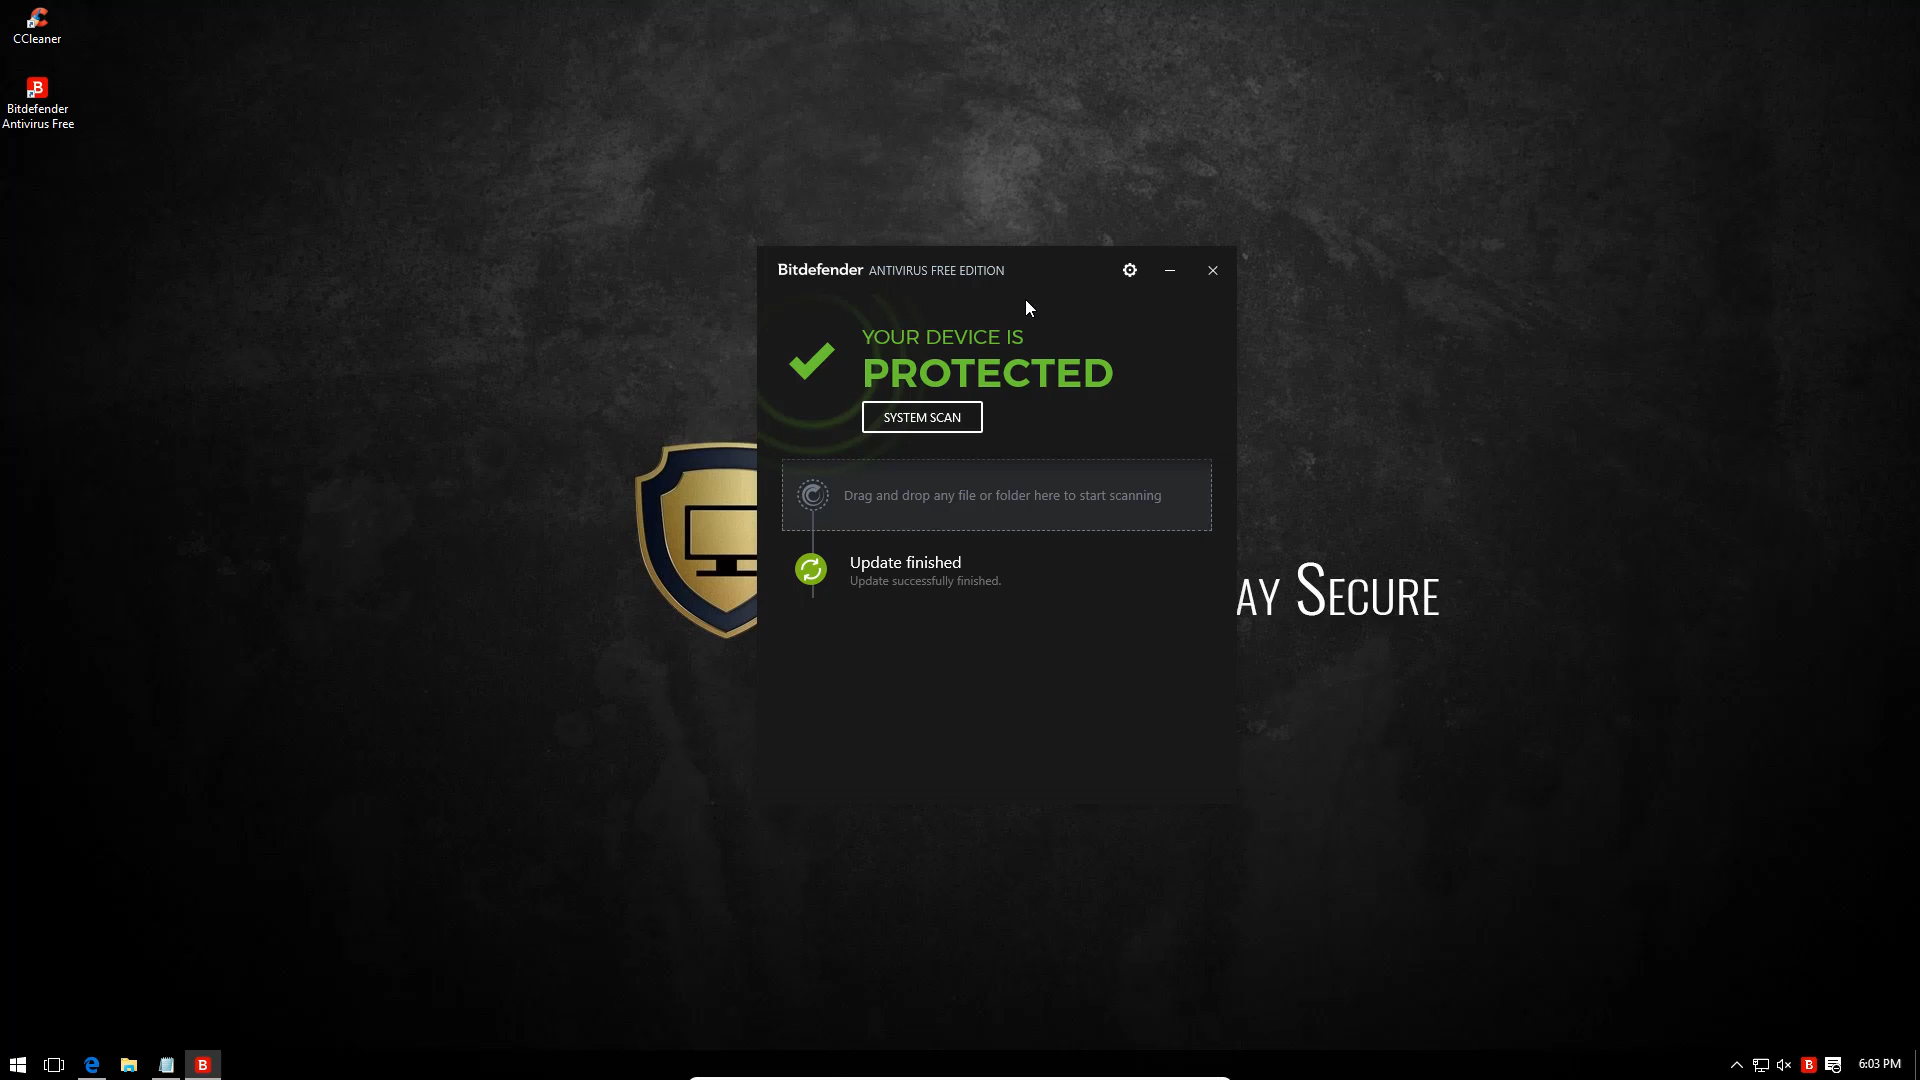 CCleaner
Bitdefender
Antivirus Free
Bitdefender ANTIVIRUS FREE EDITION
YOUR DEVICE IS
PROTECTED
SYSTEM SCAN
Drag and drop any file or folder here to start scanning
Update finished
Update successfully finished.
AY SECURE
6:03 PM